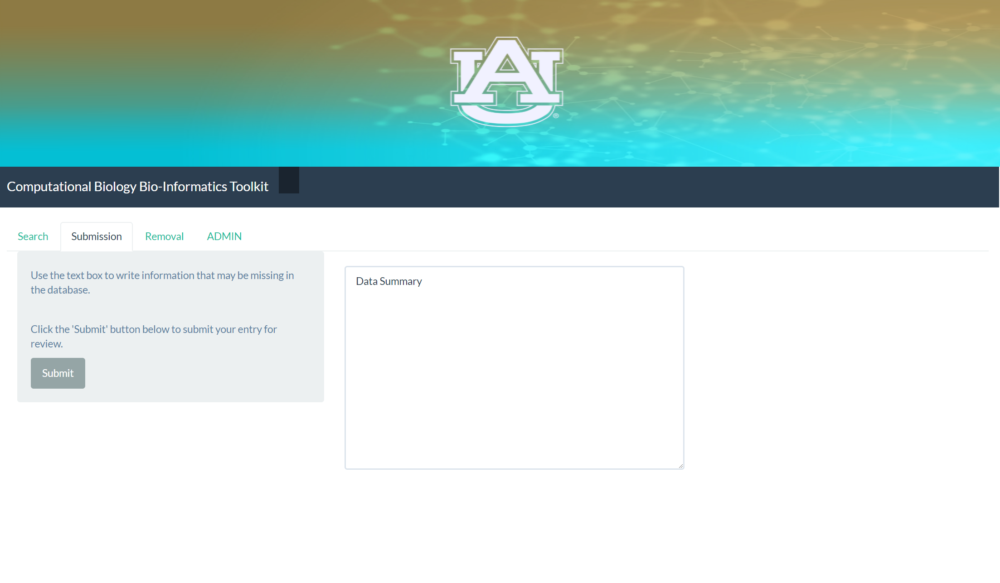 AU
®
Computational Biology Bio-Informatics Toolkit
Search Submission Removal ADMIN
Use the text box to write information that may be missing in
the database.
Click the 'Submit' button below to submit your entry for
review.
Submit
Data Summary